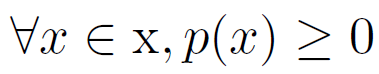 ∀x ∈ x, p(x) ≥ 0